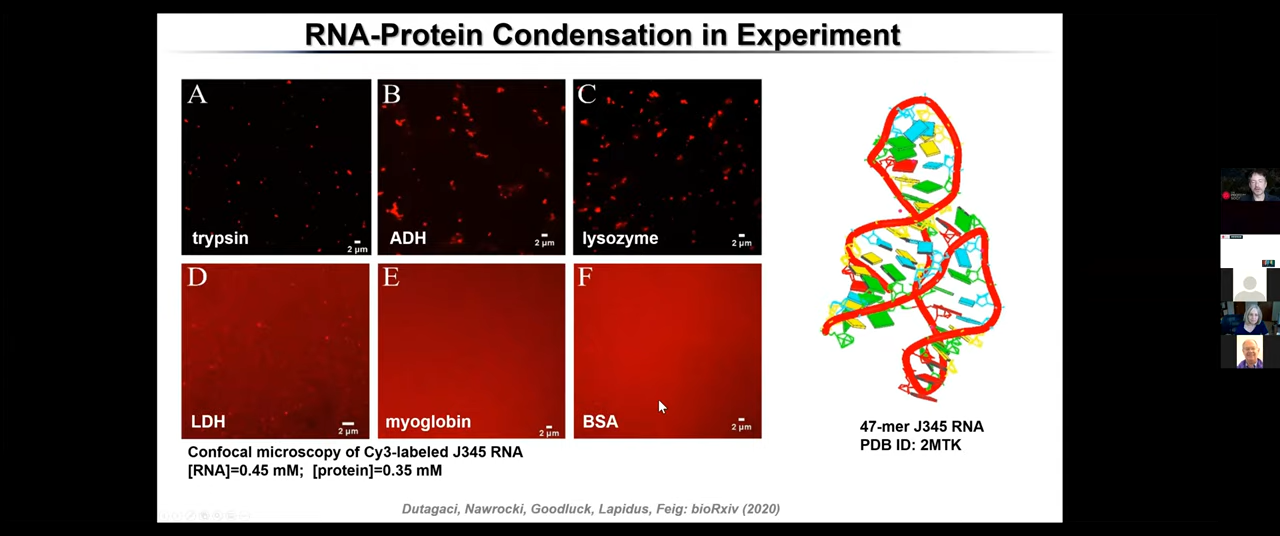 RNA-Protein Condensation in Experiment
A
B
C
trypsin
2 μm
ADH
2 μm
lysozyme
2 μm
D
E
F
LDH
2 μm
myoglobin
2 μm
BSA
2 μm
Confocal microscopy of Cy3-labeled J345 RNA
[RNA]=0.45 mM; [protein]=0.35 mM
47-mer J345 RNA
PDB ID: 2MTK
Dutagaci, Nawrocki, Goodluck, Lapidus, Feig: bioRxiv (2020)